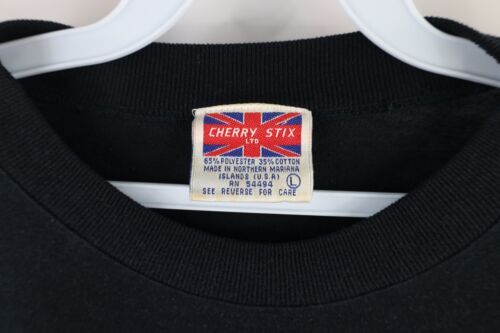 CHERRY STIX
LTD
65% POLYESTER 35% COTTON
MADE IN NORTHERN MARIANA
ISLANDS (U.S.A)
RN 54494 L
SEE REVERSE FOR CARE